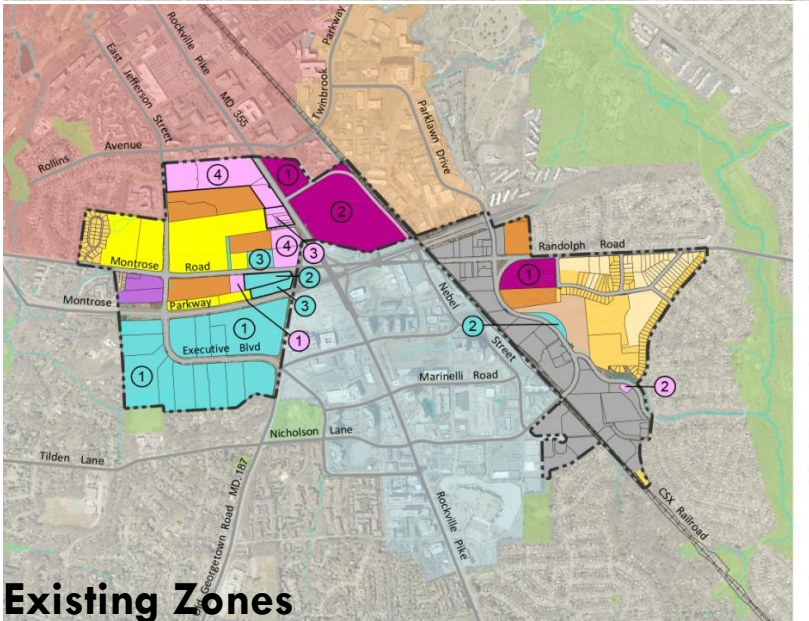 Rockville Pike MD. 355
East Jefferson Street
Twinbrook Parkway
Parklawn Drive
Rollins Avenue
4
1
2
Randolph Road
4
3
3
Montrose Road
2
1
Montrose Parkway
3
Nebel Street
2
1
1
Executive Blvd
1
Marinelli Road
2
Nicholson Lane
Tilden Lane
Old Georgetown Road MD. 187
Rockville Pike
CSX Railroad
Existing Zones